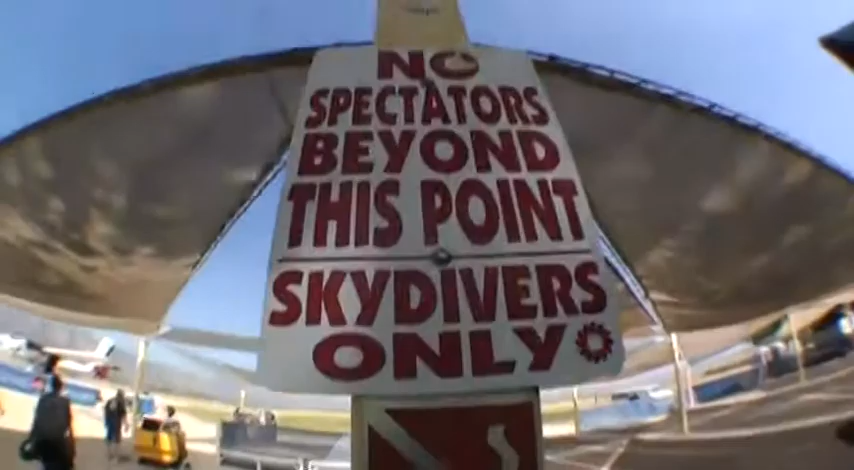 NO
SPECTATORS
BEYOND
THIS POINT
SKYDIVERS
ONLY